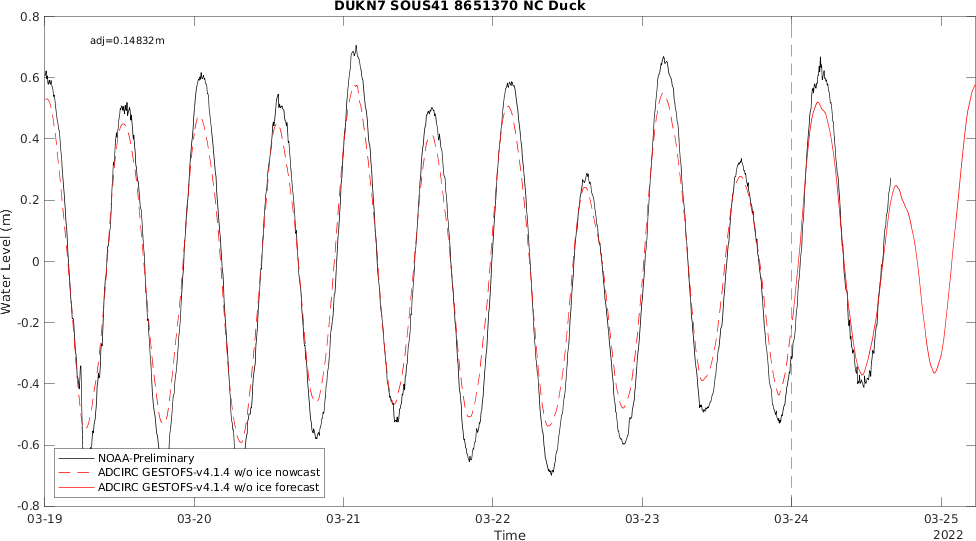 DUKN7 SOUS41 8651370 NC Duck
adj=0.14832m
0.8
0.6
0.4
0.2
0
-0.2
-0.4
-0.6
-0.8
Water Level (m)
NOAA-Preliminary
ADCIRC GESTOFS-v4.1.4 w/o ice nowcast
ADCIRC GESTOFS-v4.1.4 w/o ice forecast
03-19 03-20 03-21 03-22 03-23 03-24 03-25
2022
Time